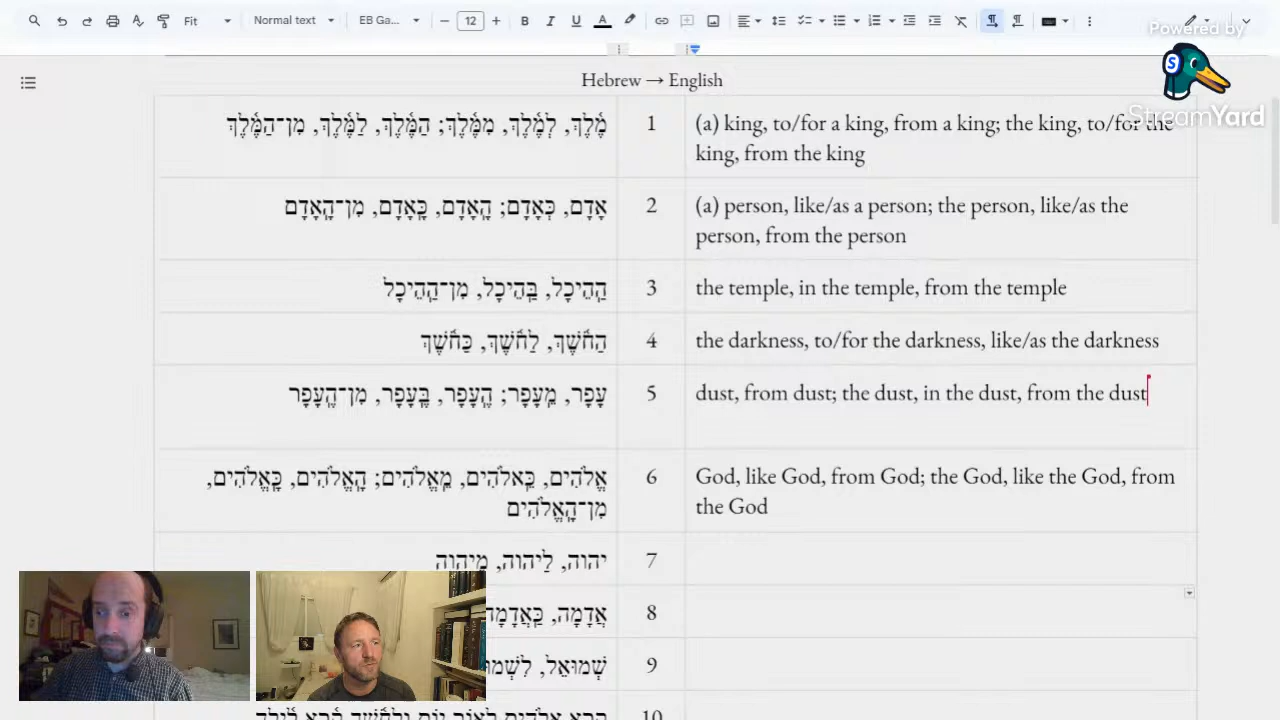 Powered by
StreamYard
Fit
Normal text
EB Ga...
12
B I U A
Hebrew → English
מֶ֫לֶךְ, לְמֶ֫לֶךְ, מִמֶּ֫לֶךְ; הַמֶּ֫לֶךְ, לַמֶּ֫לֶךְ, מִן־הַמֶּ֫לֶךְ
1
(a) king, to/for a king, from a king; the king, to/for the
king, from the king
אָדָם, כְּאָדָם; הָֽאָדָם, כָּֽאָדָם, מִן־הָֽאָדָם
2
(a) person, like/as a person; the person, like/as the
person, from the person
הַֽהֵיכָל, בַּֽהֵיכָל, מִן־הַֽהֵיכָל
3
the temple, in the temple, from the temple
הַחֹ֫שֶׁךְ, לַחֹ֫שֶׁךְ, כַּחֹ֫שֶׁךְ
4
the darkness, to/for the darkness, like/as the darkness
עָפָר, מֵֽעָפָר; הֶֽעָפָר, בֶּֽעָפָר, מִן־הֶֽעָפָר
5
dust, from dust; the dust, in the dust, from the dust
אֱלֹהִים, כֵּֽאלֹהִים, מֵֽאֱלֹהִים; הָֽאֱלֹהִים, כָּֽאֱלֹהִים,
מִן־הָֽאֱלֹהִים
6
God, like God, from God; the God, like the God, from
the God
יהוה, לַיהוה, מֵיהוה
7
אֲדָמָה, כַּֽאֲדָמָה
8
שְׁמוּאֵל,
9
10